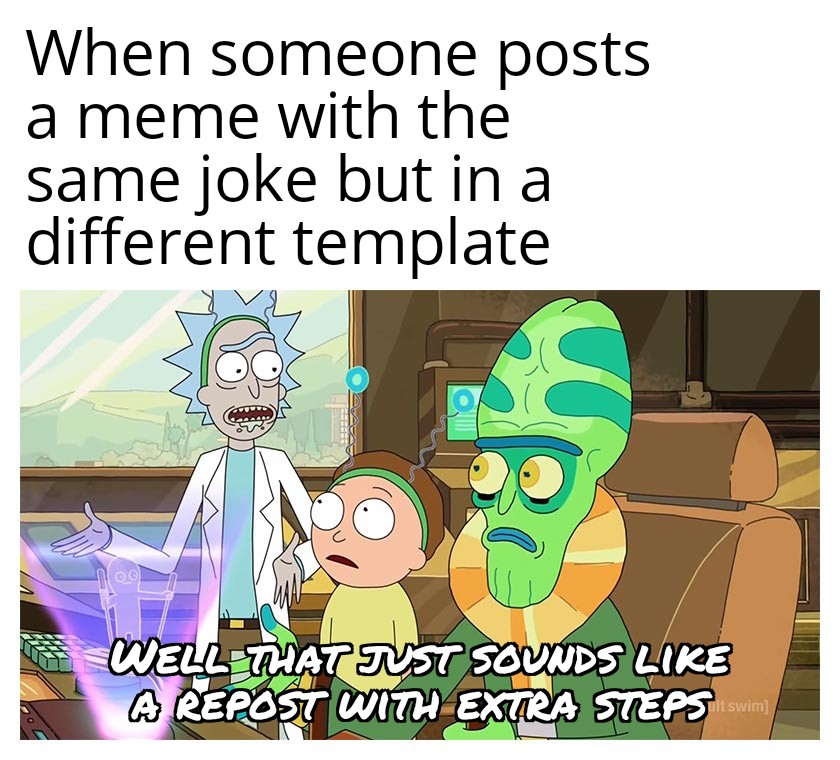 When someone posts
a meme with the
same joke but in a
different template
Well that just sounds like
a repost with extra steps
swim]